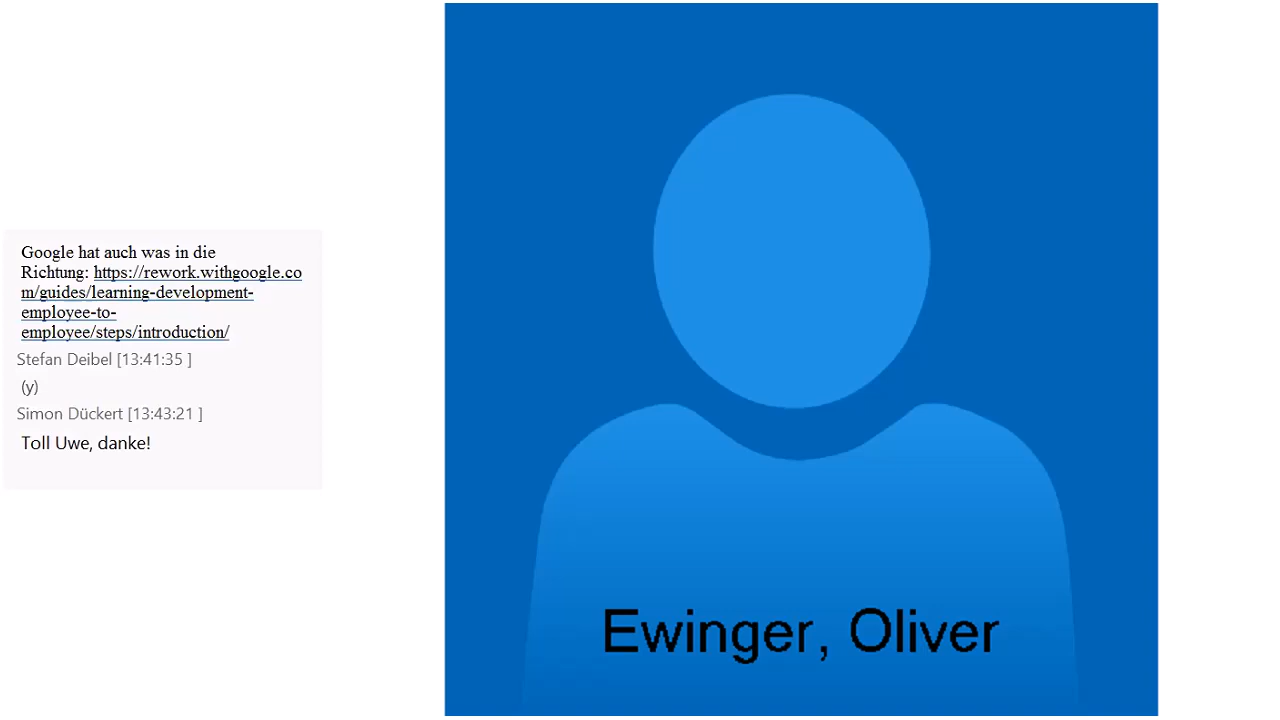 Google hat auch was in die
Richtung: https://rework.withgoogle.co
m/guides/learning-development-
employee-to-
employee/steps/introduction/
Stefan Deibel [13:41:35 ]
(y)
Simon Dückert [13:43:21 ]
Toll Uwe, danke!
Ewinger, Oliver